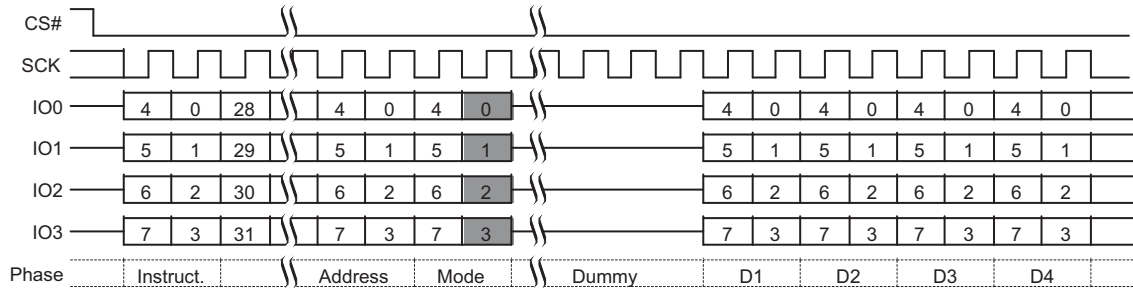 CS#
SCK
IO0 4 0 28 4 0 4 0 4 0 4 0 4 0 4 0
IO1 5 1 29 5 1 5 1 5 1 5 1 5 1 5 1
IO2 6 2 30 6 2 6 2 6 2 6 2 6 2 6 2
IO3 7 3 31 7 3 7 3 7 3 7 3 7 3 7 3
Phase Instruct. Address Mode Dummy D1 D2 D3 D4